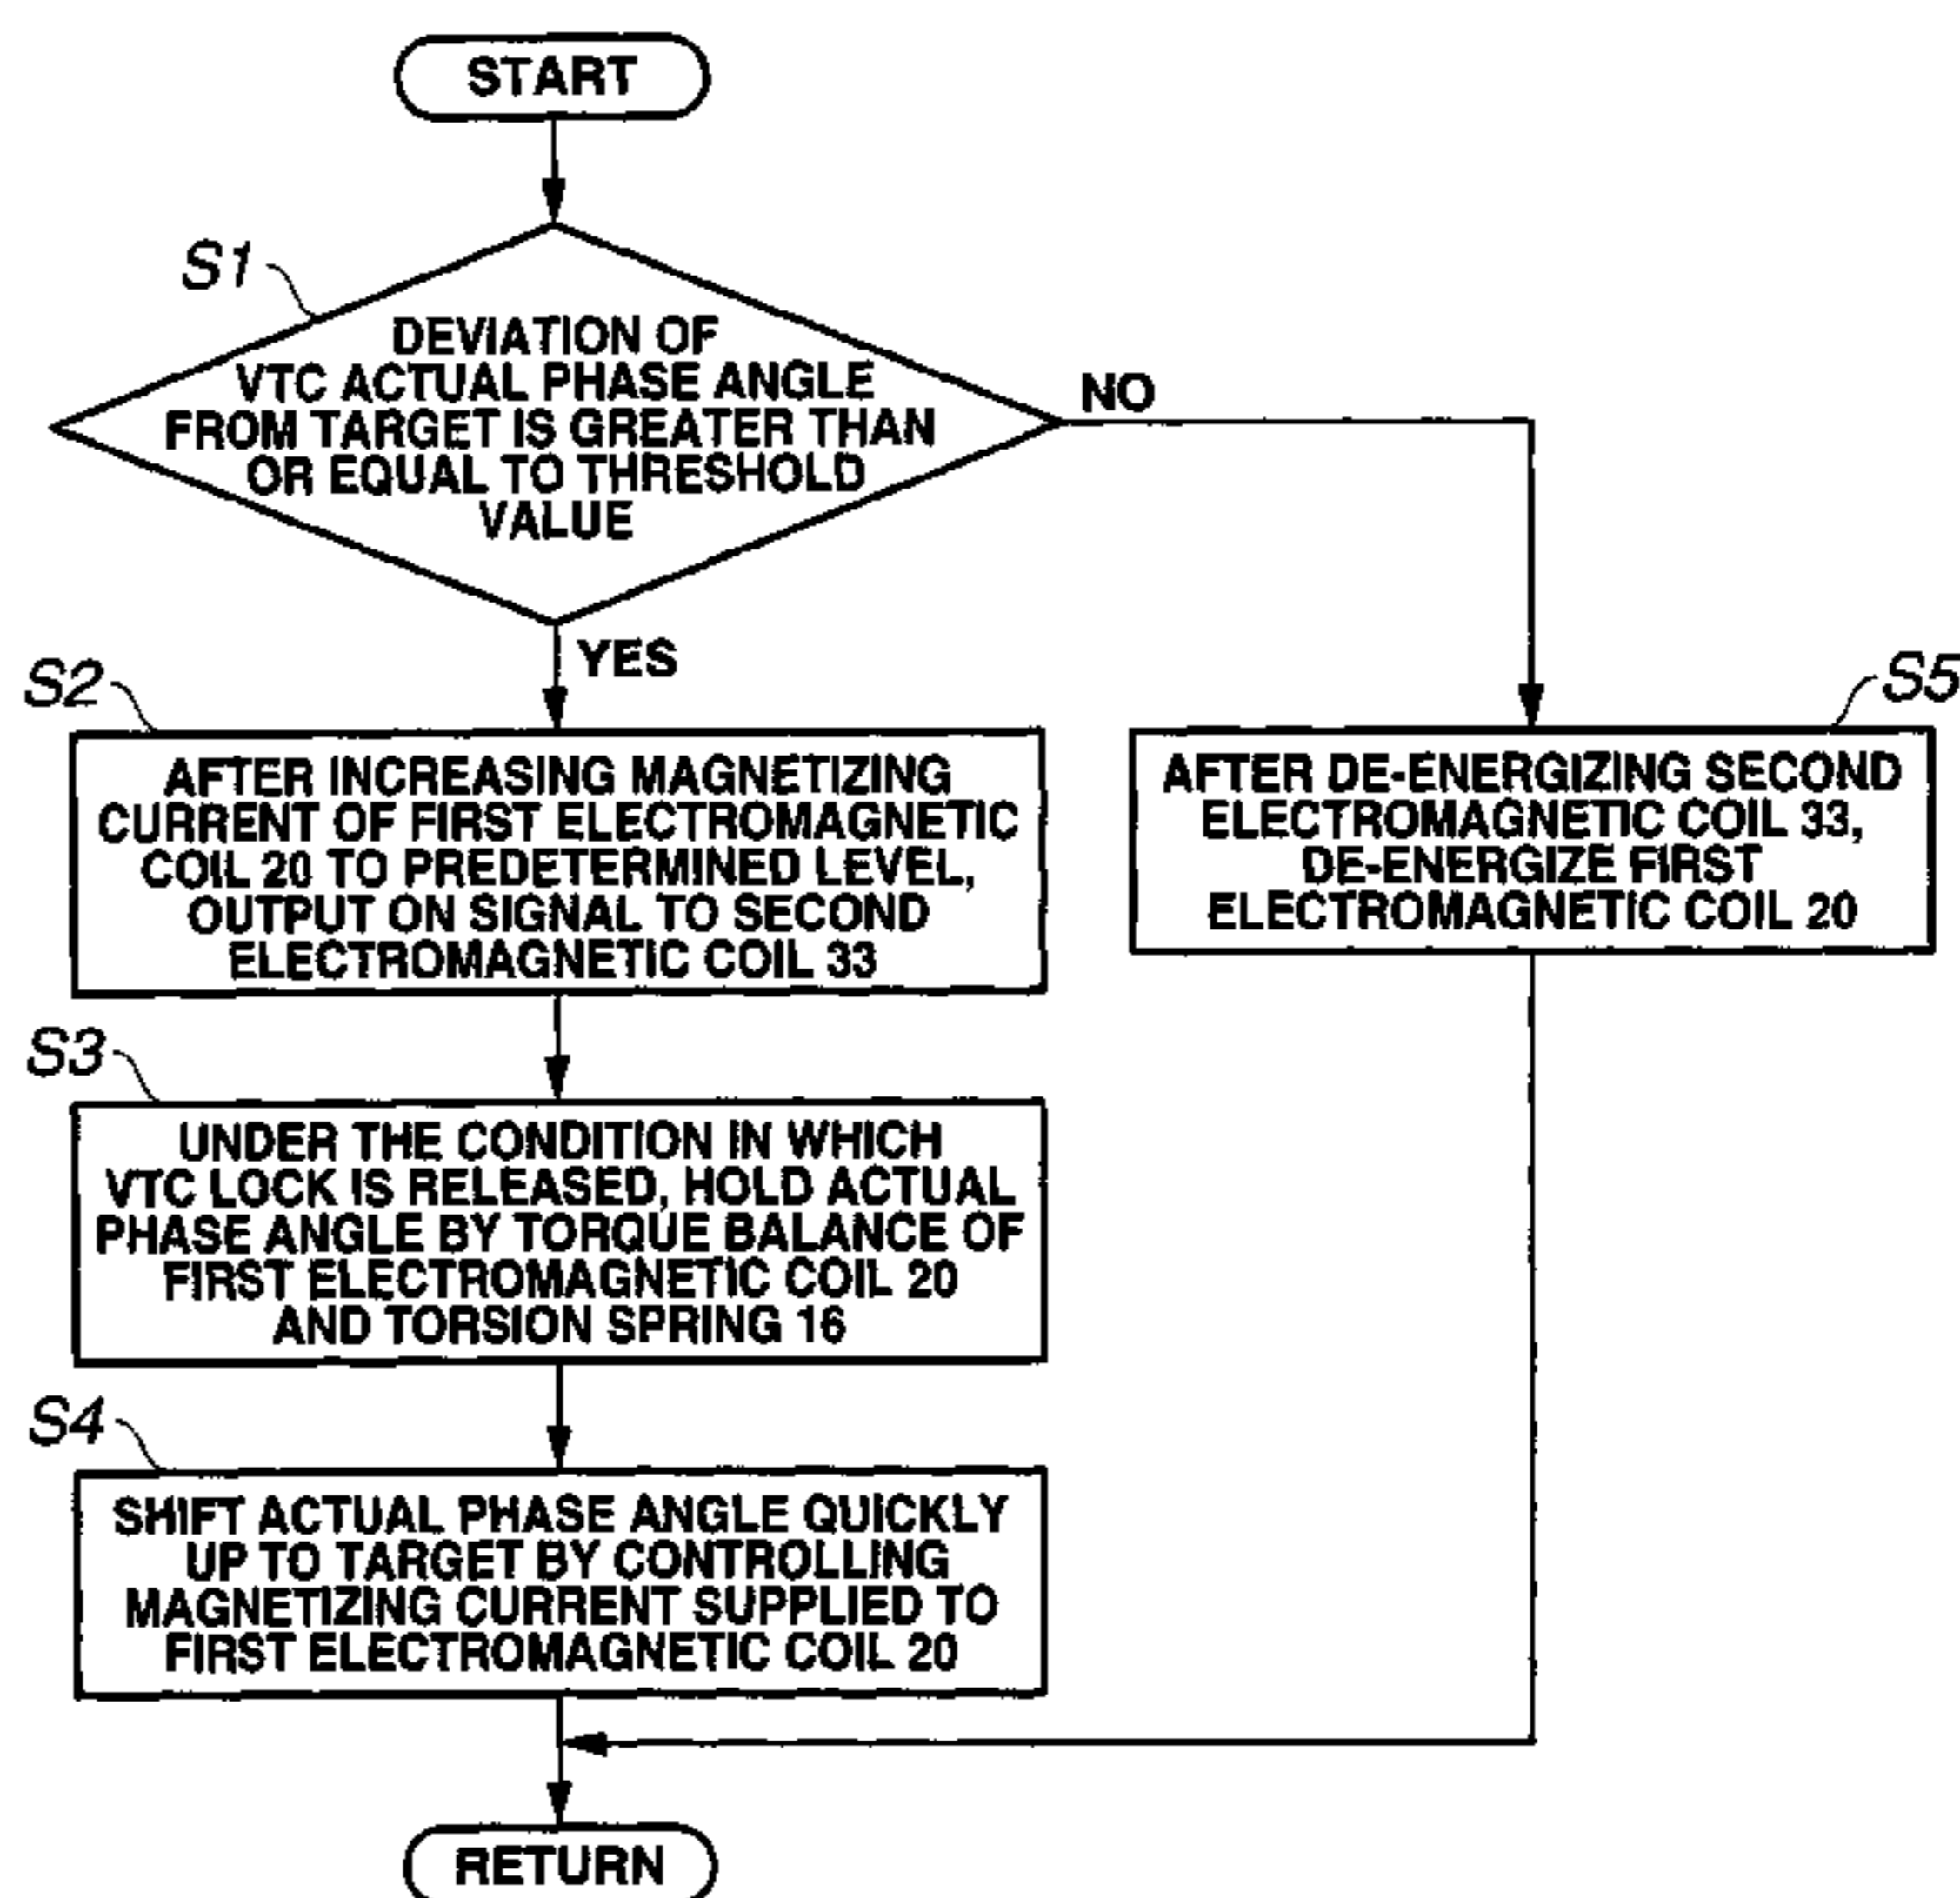 START
S1
DEVIATION OF
VTC ACTUAL PHASE ANGLE
FROM TARGET IS GREATER THAN
OR EQUAL TO THRESHOLD
VALUE
NO
YES
S2
AFTER INCREASING MAGNETIZING
CURRENT OF FIRST ELECTROMAGNETIC
COIL 20 TO PREDETERMINED LEVEL,
OUTPUT ON SIGNAL TO SECOND
ELECTROMAGNETIC COIL 33
S5
AFTER DE-ENERGIZING SECOND
ELECTROMAGNETIC COIL 33,
DE-ENERGIZE FIRST
ELECTROMAGNETIC COIL 20
S3
UNDER THE CONDITION IN WHICH
VTC LOCK IS RELEASED, HOLD ACTUAL
PHASE ANGLE BY TORQUE BALANCE OF
FIRST ELECTROMAGNETIC COIL 20
AND TORSION SPRING 16
S4
SHIFT ACTUAL PHASE ANGLE QUICKLY
UP TO TARGET BY CONTROLLING
MAGNETIZING CURRENT SUPPLIED TO
FIRST ELECTROMAGNETIC COIL 20
RETURN